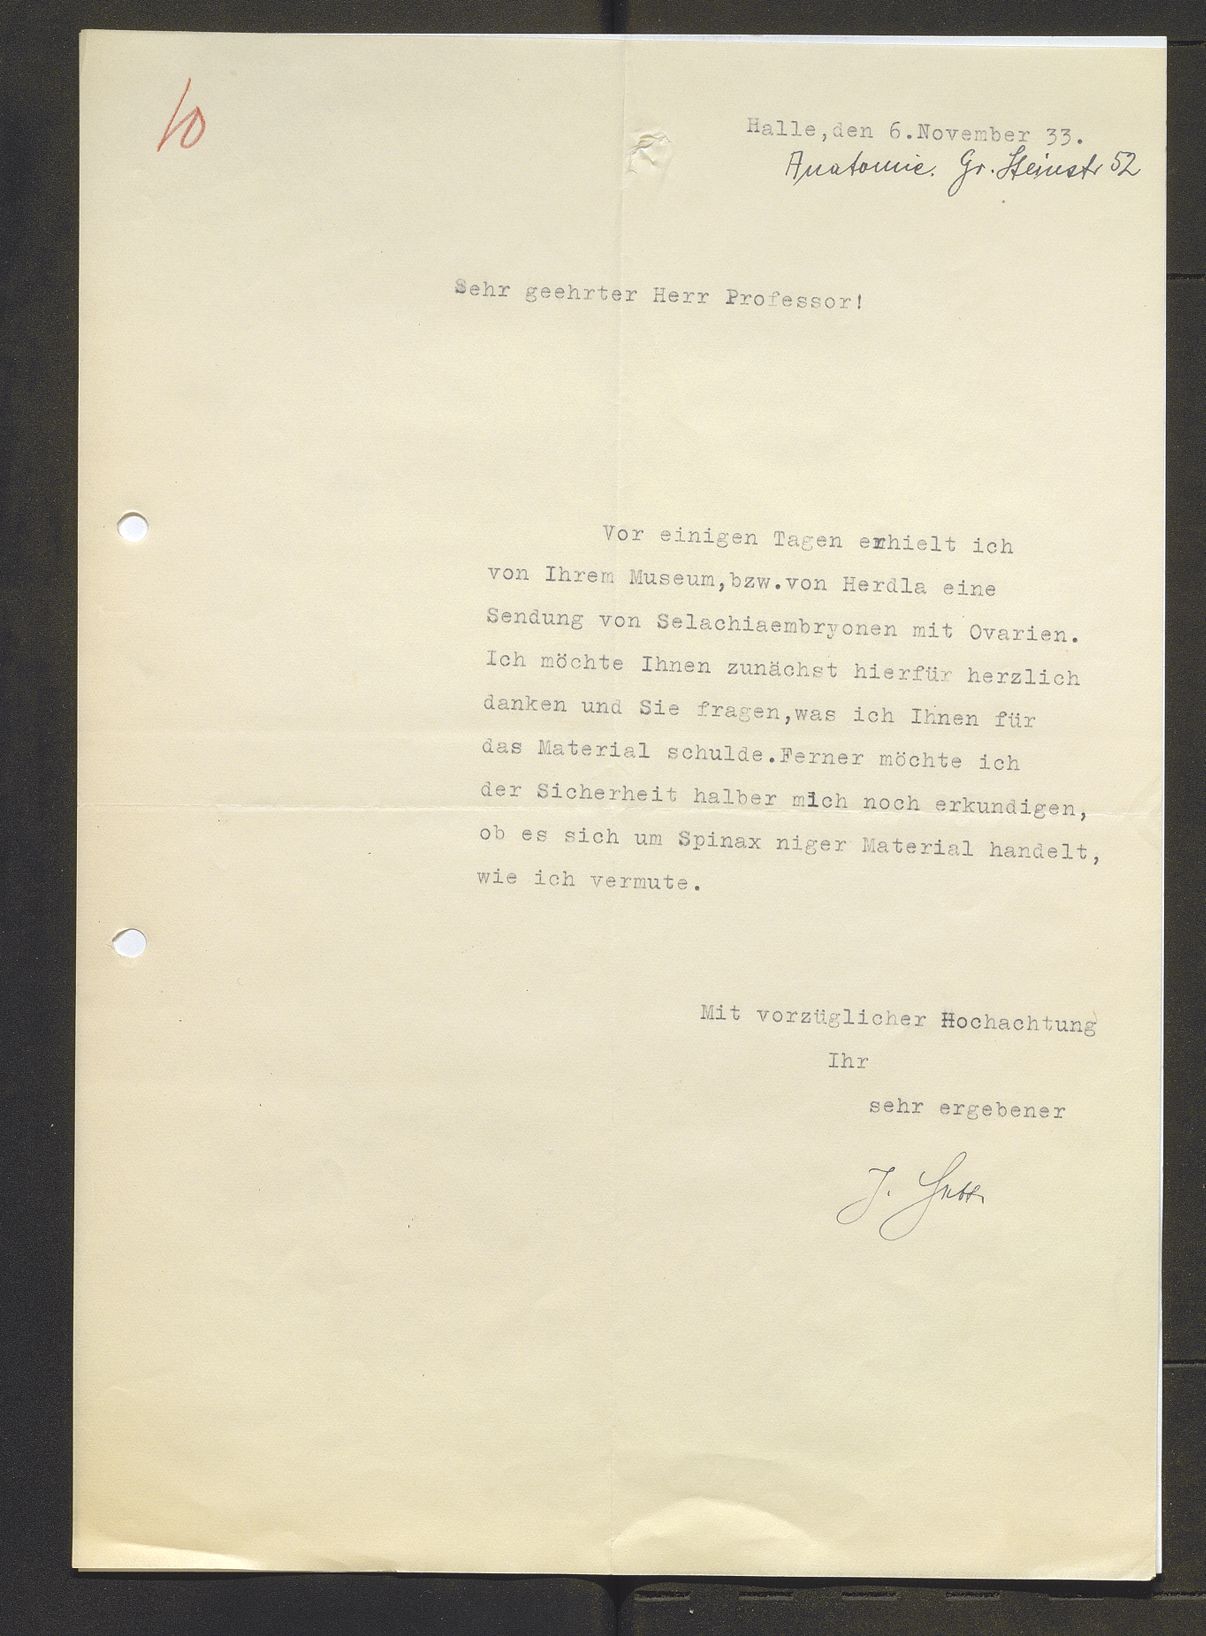 10
Halle,den 6.November 33.
Anatomie. Gr. Steinstr 52
Sehr geehrter Herr Professor!
Vor einigen Tagen erhielt ich
von Ihrem Museum,bzw.von Herdla eine
Sendung von Selachiaembryonen mit Ovarien.
Ich möchte Ihnen zunächst hierfür herzlich
danken und Sie fragen,was ich Ihnen für
das Material schulde.Ferner möchte ich
der Sicherheit halber mich noch erkundigen,
ob es sich um Spinax niger Material handelt,
wie ich vermute.
Mit vorzüglicher Hochachtung
Ihr
sehr ergebener
J.